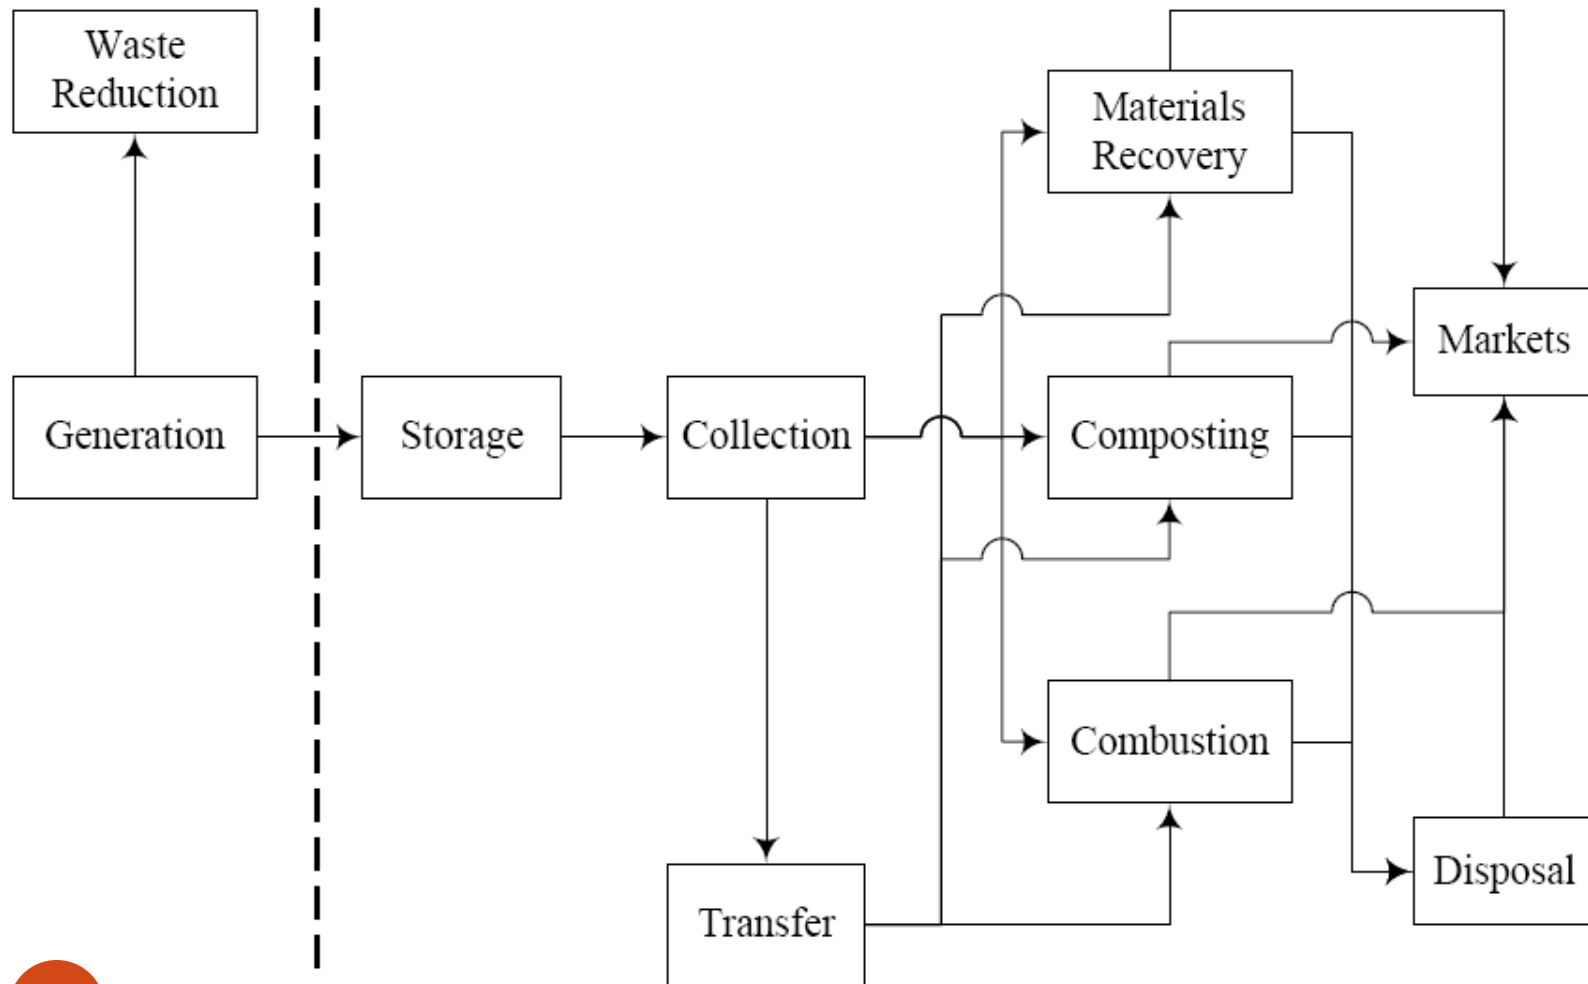 Waste
Reduction
Materials
Recovery
Markets
Generation
Storage
Collection
Composting
Combustion
Disposal
Transfer